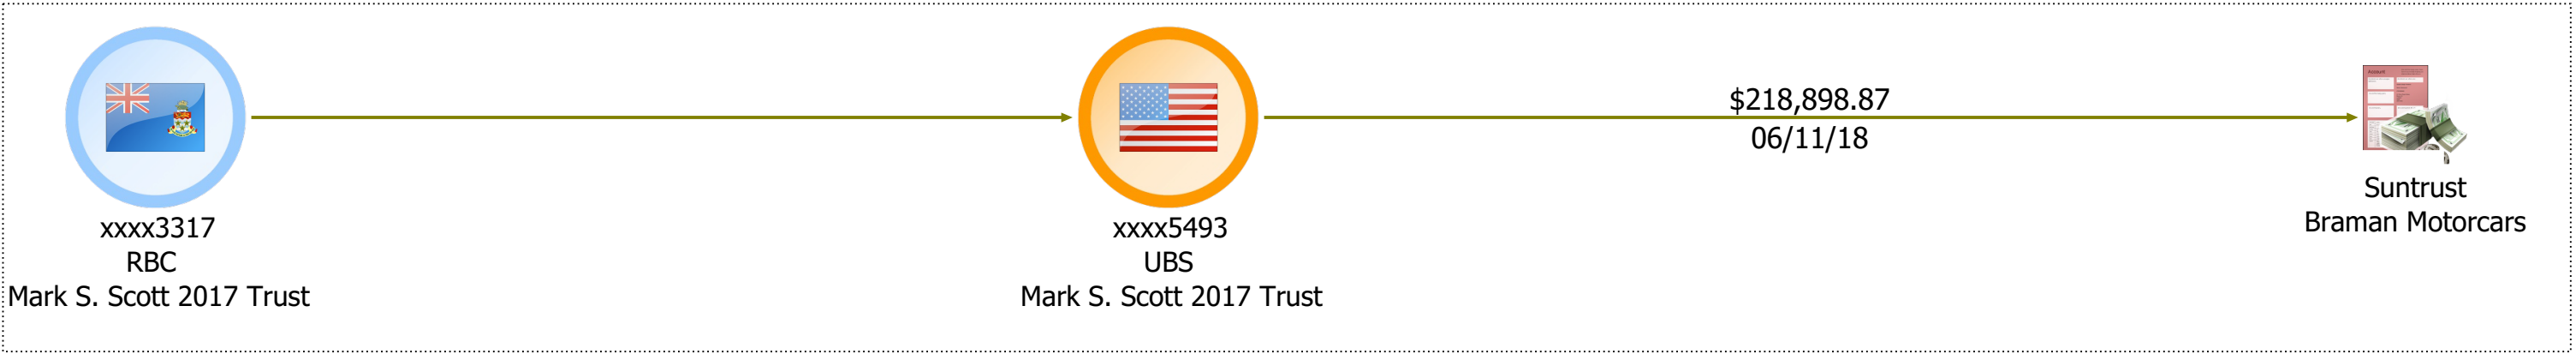 $218,898.87
06/11/18
xxxx3317
RBC
Mark S. Scott 2017 Trust
xxxx5493
UBS
Mark S. Scott 2017 Trust
Account
Suntrust
Braman Motorcars